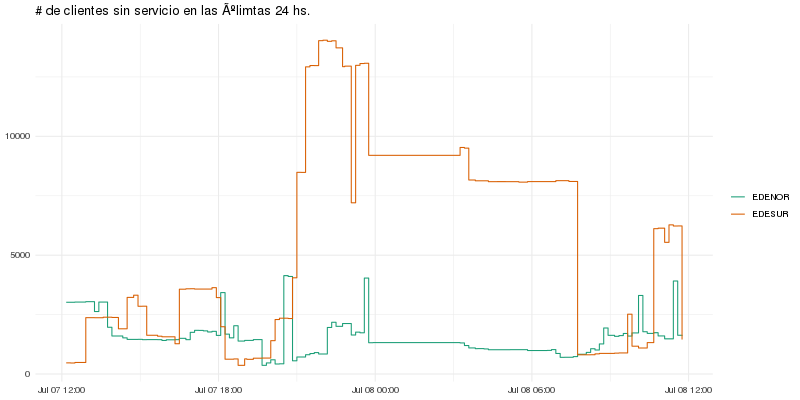 # de clientes sin servicio en las Ãºlimtas 24 hs.
10000
5000
0
Jul 07 12:00
Jul 07 18:00
Jul 08 00:00
Jul 08 06:00
Jul 08 12:00
EDENOR
EDESUR